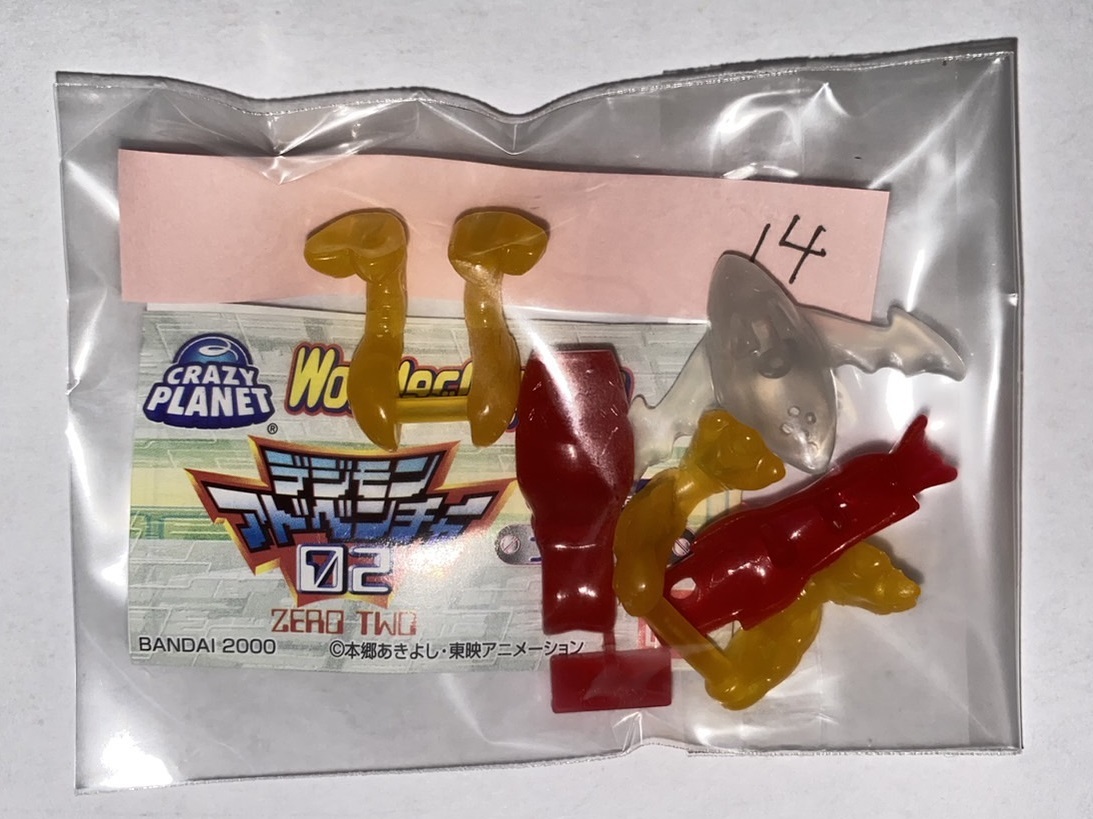 14
CRAZY
PLANET
®
デジモン
アドベンチャー
02
ZERO TWO
BANDAI 2000
©本郷あきよし・東映アニメーション